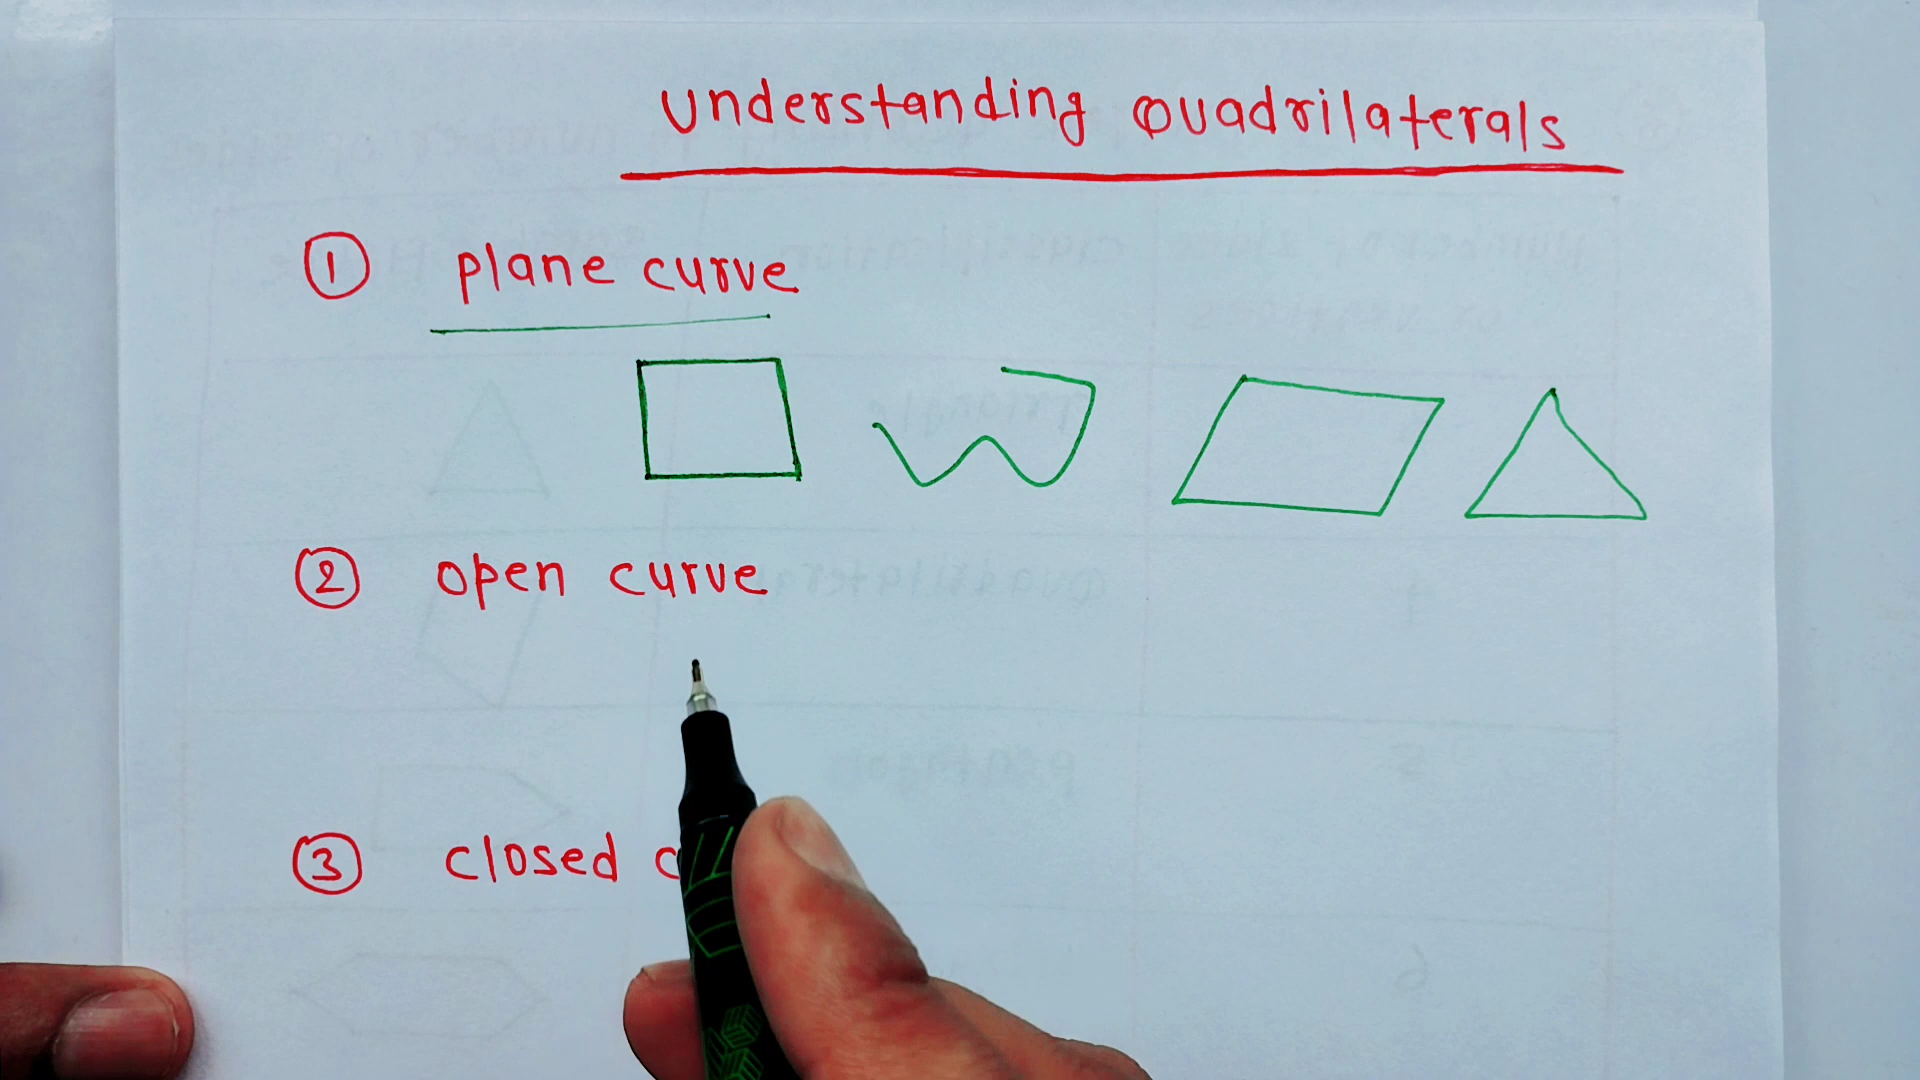 Understanding Quadrilaterals
① plane curve
② open curve
③ closed